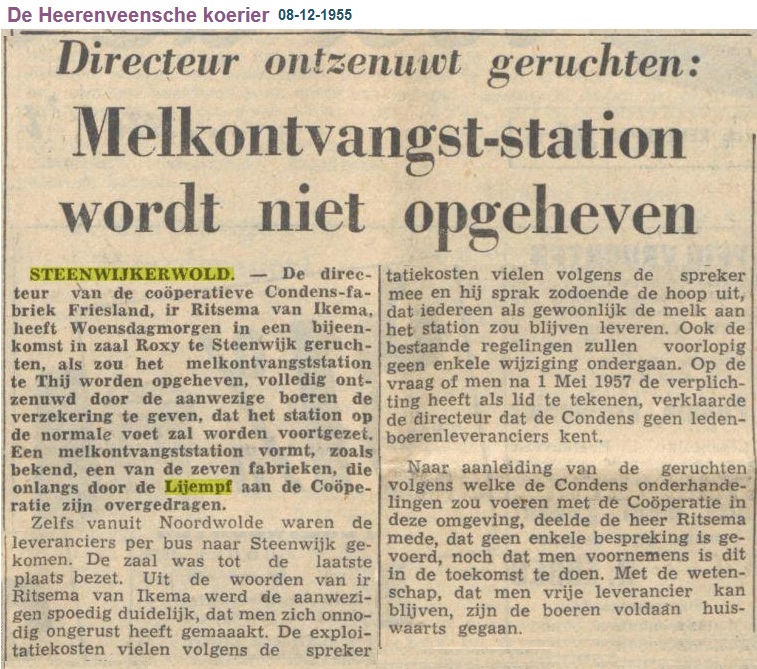 De Heerenveensche koerier 08-12-1955
Directeur ontzenuwt geruchten:
Melkontvangst-station
wordt niet opgeheven
STEENWIJKERWOLD. — De direc-
teur van de coöperatieve Condens-fa-
briek Friesland, ir Ritsema van Ikema,
heeft Woensdagmorgen in een bijeen-
komst in zaal Roxy te Steenwijk geruch-
ten, als zou het melkontvangststation
te Thij worden opgeheven, volledig ont-
zenuwd door de aanwezige boeren de
verzekering te geven, dat het station op
de normale voet zal worden voortgezet.
Een melkontvangststation vormt, zoals
bekend, een van de zeven fabrieken, die
onlangs door de Lijempf aan de Coöpe-
ratie zijn overgedragen.
Zelfs vanuit Noordwolde waren de
leveranciers per bus naar Steenwijk ge-
komen. De zaal was tot de laatste
plaats bezet. Uit de woorden van ir
Ritsema van Ikema werd de aanwezi-
gen spoedig duidelijk, dat men zich onno-
dig ongerust heeft gemaaakt. De exploi-
tatiekosten vielen volgens de spreker
tatiekosten vielen volgens de spreker
mee en hij sprak zodoende de hoop uit,
dat iedereen als gewoonlijk de melk aan
het station zou blijven leveren. Ook de
bestaande regelingen zullen voorlopig
geen enkele wijziging ondergaan. Op de
vraag of men na 1 Mei 1957 de verplich-
ting heeft als lid te tekenen, verklaarde
de directeur dat de Condens geen leden-
boerenleveranciers kent.
Naar aanleiding van de geruchten
volgens welke de Condens onderhande-
lingen zou voeren met de Coöperatie in
deze omgeving, deelde de heer Ritsema
mede, dat geen enkele bespreking is ge-
voerd, noch dat men voornemens is dit
in de toekomst te doen. Met de weten-
schap, dat men vrije leverancier kan
blijven, zijn de boeren voldaan huis-
waarts gegaan.